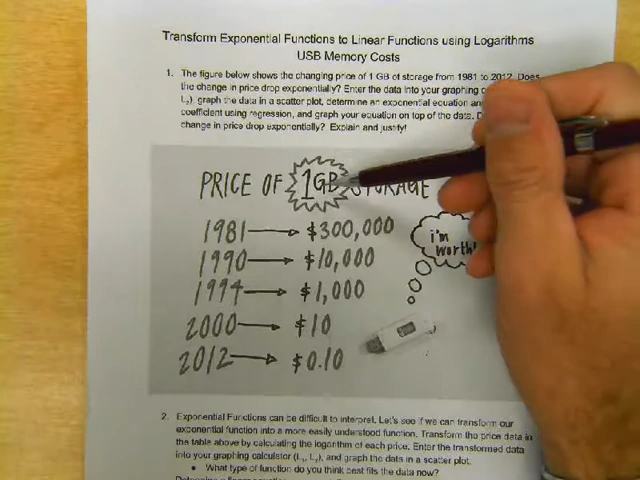 Transform Exponential Functions to Linear Functions using Logarithms
USB Memory Costs
1. The figure below shows the changing price of 1 GB of storage from 1981 to 2012. Does
the change in price drop exponentially? Enter the data into your graphing
L₂), graph the data in a scatter plot, determine an exponential equation and
coefficient using regression, and graph your equation on top of the data.
change in price drop exponentially? Explain and justify!
PRICE OF 1GB STORAGE
1981 → $300,000
1990 → $10,000
1994 → $1,000
2000 → $10
2012 → $0.10
i'm
worth
2. Exponential Functions can be difficult to interpret. Let's see if we can transform our
exponential function into a more easily understood function. Transform the price data in
the table above by calculating the logarithm of each price. Enter the transformed data
into your graphing calculator (L₁, L₂), and graph the data in a scatter plot.
• What type of function do you think best fits the data now?